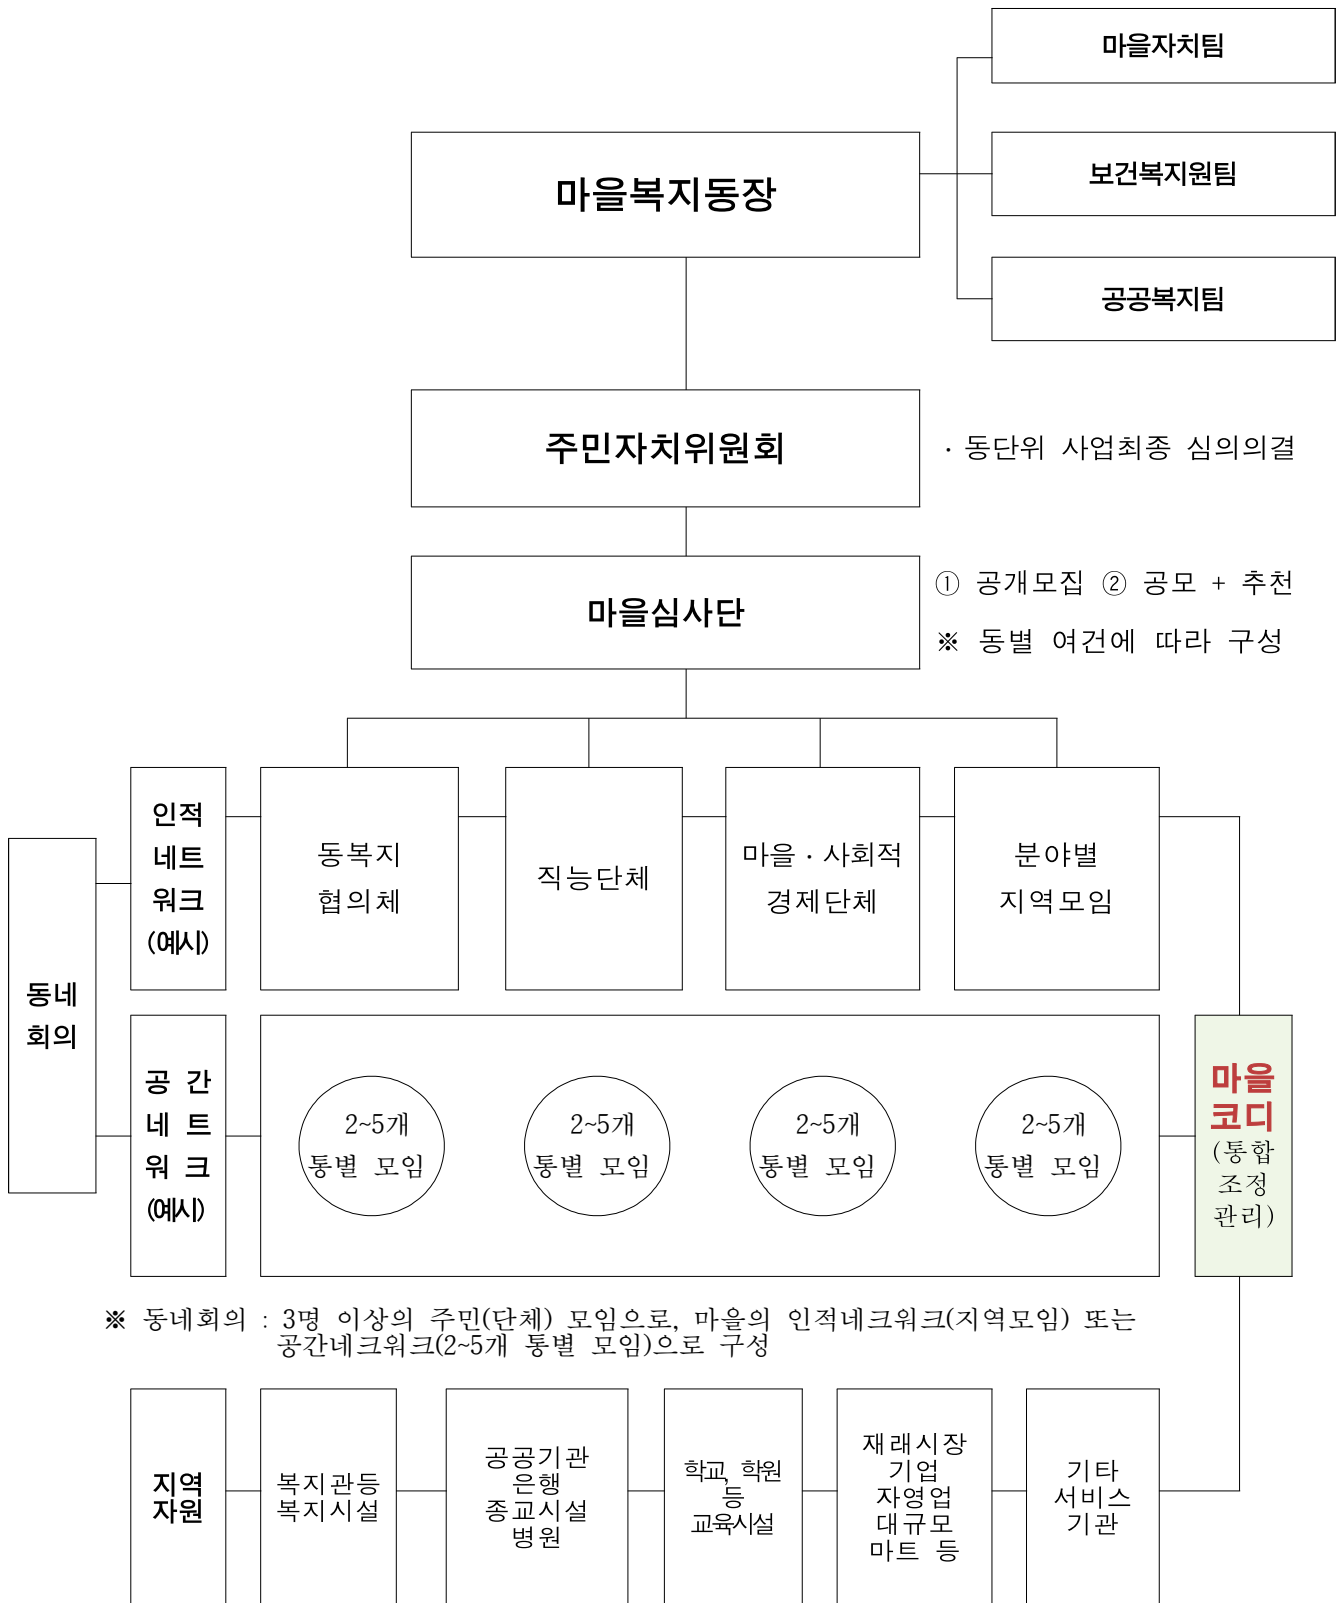 마을자치팀
마을복지동장
보건복지원팀
공공복지팀
주민자치위원회
· 동단위 사업최종 심의의결
마을심사단
① 공개모집 ② 공모 + 추천
※ 동별 여건에 따라 구성
동네
회의
인적
네트
워크
(예시)
동복지
협의체
직능단체
마을 · 사회적
경제단체
분야별
지역모임
공 간
네 트
워 크
(예시)
2~5개
통별 모임
2~5개
통별 모임
2~5개
통별 모임
2~5개
통별 모임
마을
코디
(통합
조정
관리)
※ 동네회의 : 3명 이상의 주민(단체) 모임으로, 마을의 인적네크워크(지역모임) 또는
공간네크워크(2~5개 통별 모임)으로 구성
지역
자원
복지관등
복지시설
공공기관
은행
종교시설
병원
학교, 학원
등
교육시설
재래시장
기업
자영업
대규모
마트 등
기타
서비스
기관